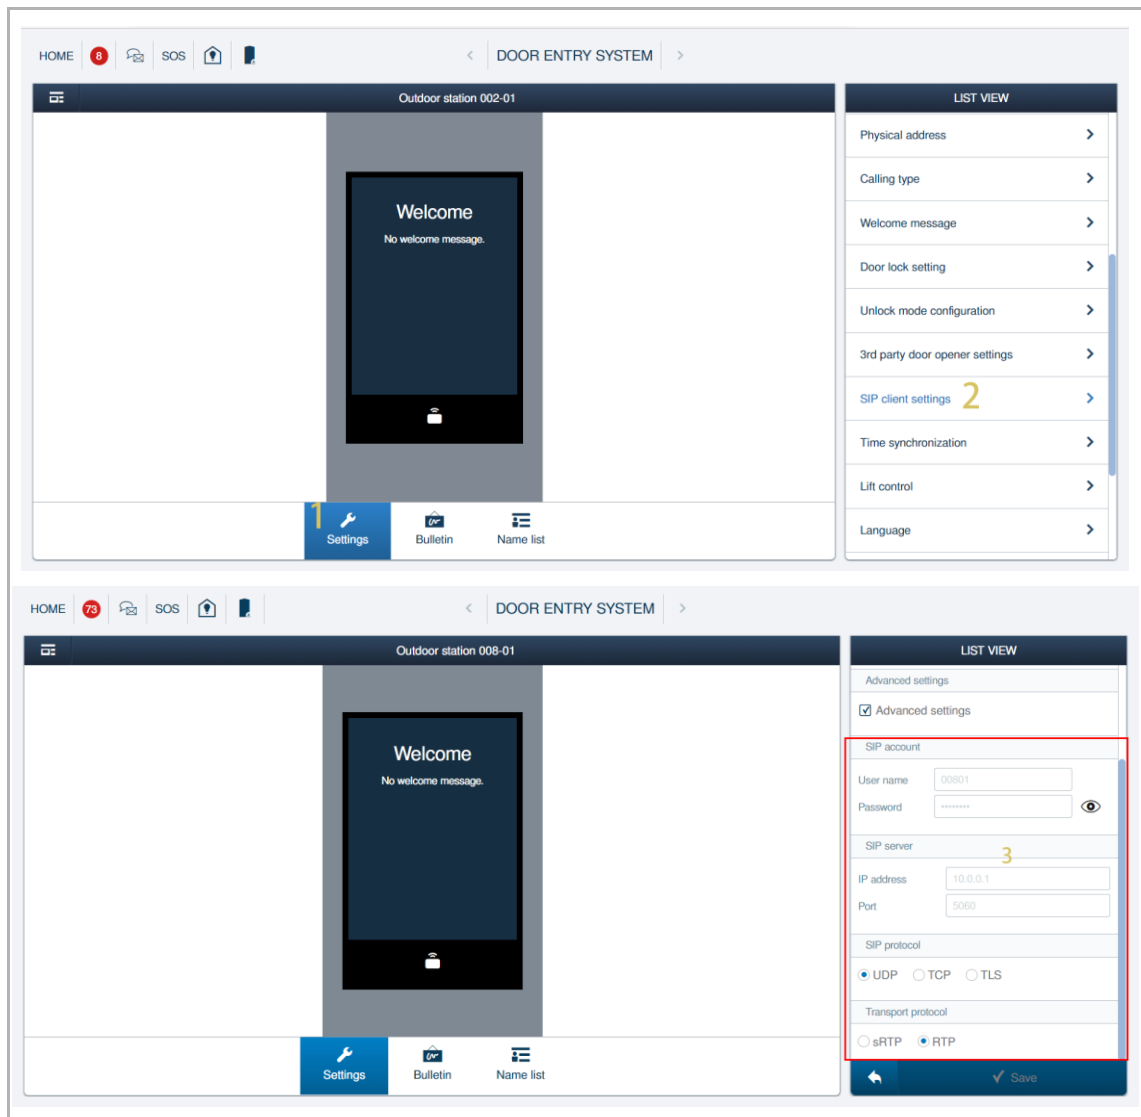 HOME 8 SOS < DOOR ENTRY SYSTEM >
Outdoor station 002-01
Welcome
No welcome message.
1
Settings Bulletin Name list
LIST VIEW
Physical address
Calling type
Welcome message
Door lock setting
Unlock mode configuration
3rd party door opener settings
SIP client settings 2
Time synchronization
Lift control
Language
HOME 73 SOS < DOOR ENTRY SYSTEM >
Outdoor station 008-01
Welcome
No welcome message.
Settings Bulletin Name list
LIST VIEW
Advanced settings
Advanced settings
SIP account
User name 00801
Password ••••••••
SIP server
3
IP address 10.0.0.1
Port 5060
SIP protocol
UDP TCP TLS
Transport protocol
sRTP RTP
Save